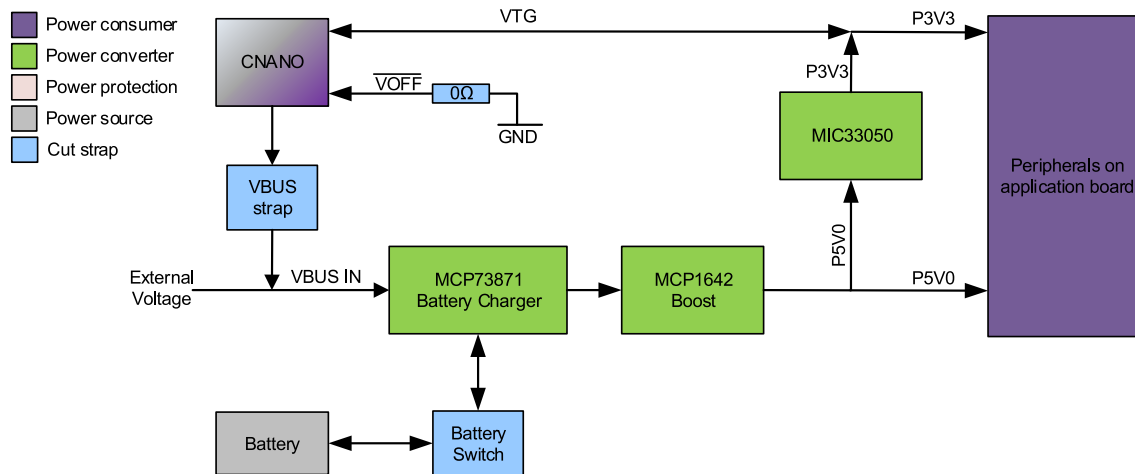 Power consumer
Power converter
Power protection
Power source
Cut strap
CNANO
VTG
P3V3
P3V3
VOFF
0Ω
GND
MIC33050
Peripherals on
application board
VBUS
strap
P5V0
External
Voltage
VBUS IN
MCP73871
Battery Charger
MCP1642
Boost
P5V0
Battery
Battery
Switch